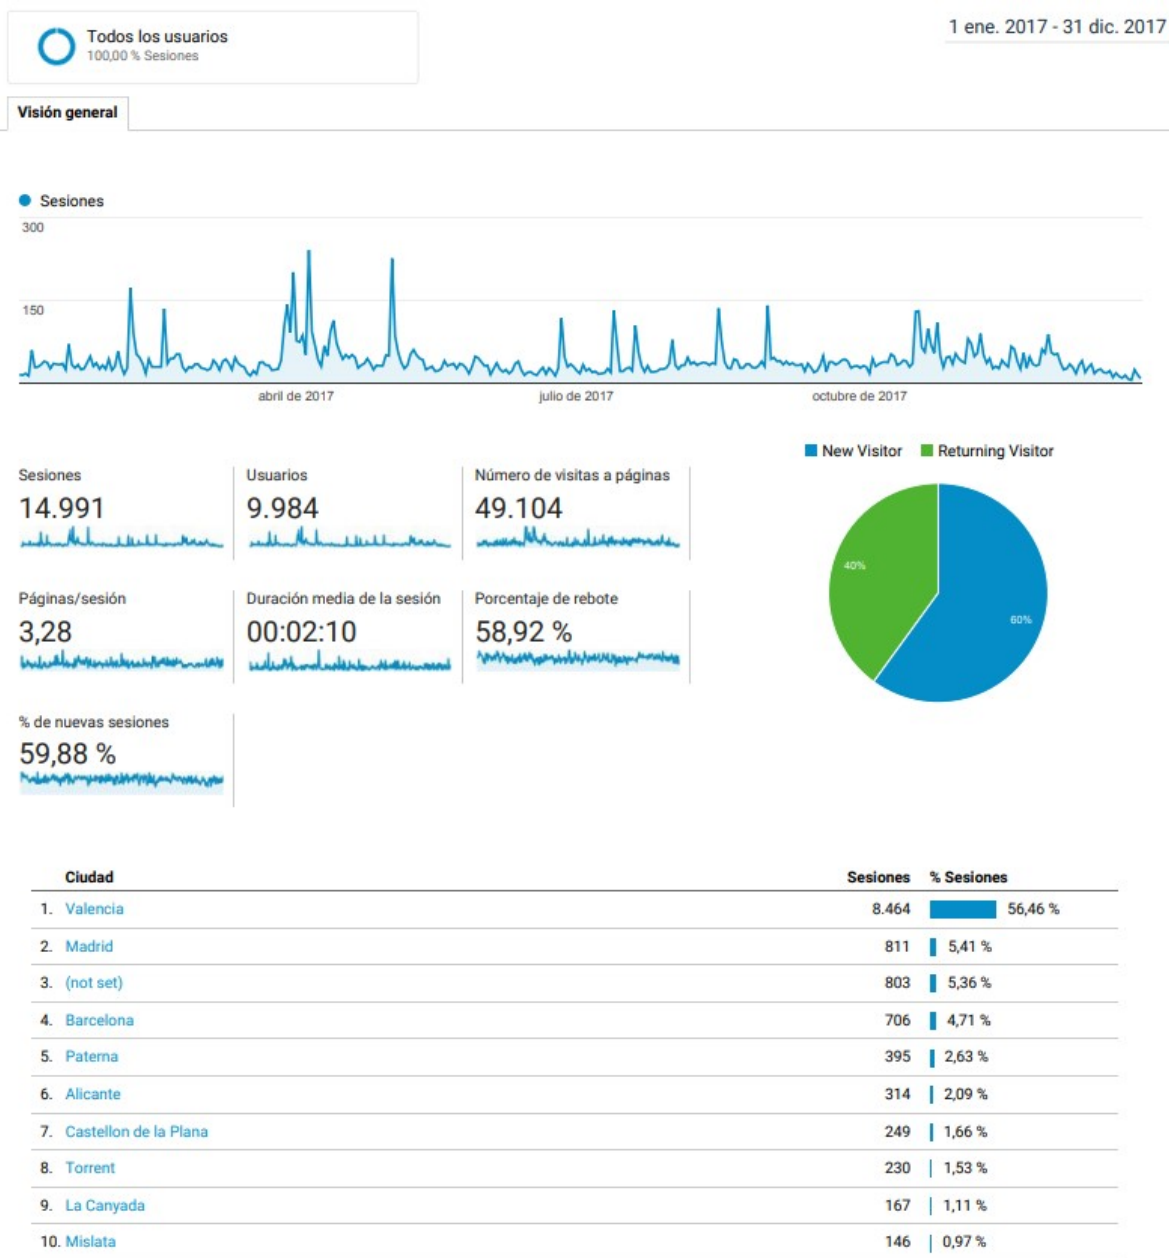 Todos los usuarios
100,00 % Sesiones
1 ene. 2017 - 31 dic. 2017
Visión general
Sesiones
300
150
abril de 2017 julio de 2017 octubre de 2017
New Visitor Returning Visitor
Sesiones Usuarios Número de visitas a páginas
14.991 9.984 49.104
40%
60%
Páginas/sesión Duración media de la sesión Porcentaje de rebote
3,28 00:02:10 58,92 %
% de nuevas sesiones
59,88 %
Ciudad Sesiones % Sesiones
1. Valencia 8.464 56,46 %
2. Madrid 811 5,41 %
3. (not set) 803 5,36 %
4. Barcelona 706 4,71 %
5. Paterna 395 2,63 %
6. Alicante 314 2,09 %
7. Castellon de la Plana 249 1,66 %
8. Torrent 230 1,53 %
9. La Canyada 167 1,11 %
10. Mislata 146 0,97 %